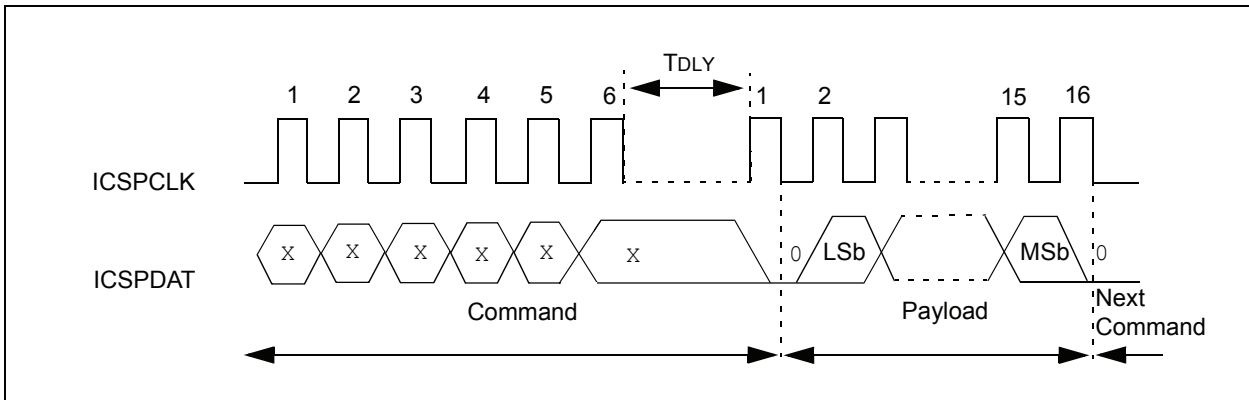 TDLY
1 2 3 4 5 6 1 2 15 16
ICSPCLK
X X X X X X 0 LSb MSb 0
ICSPDAT
Command Payload Next
Command